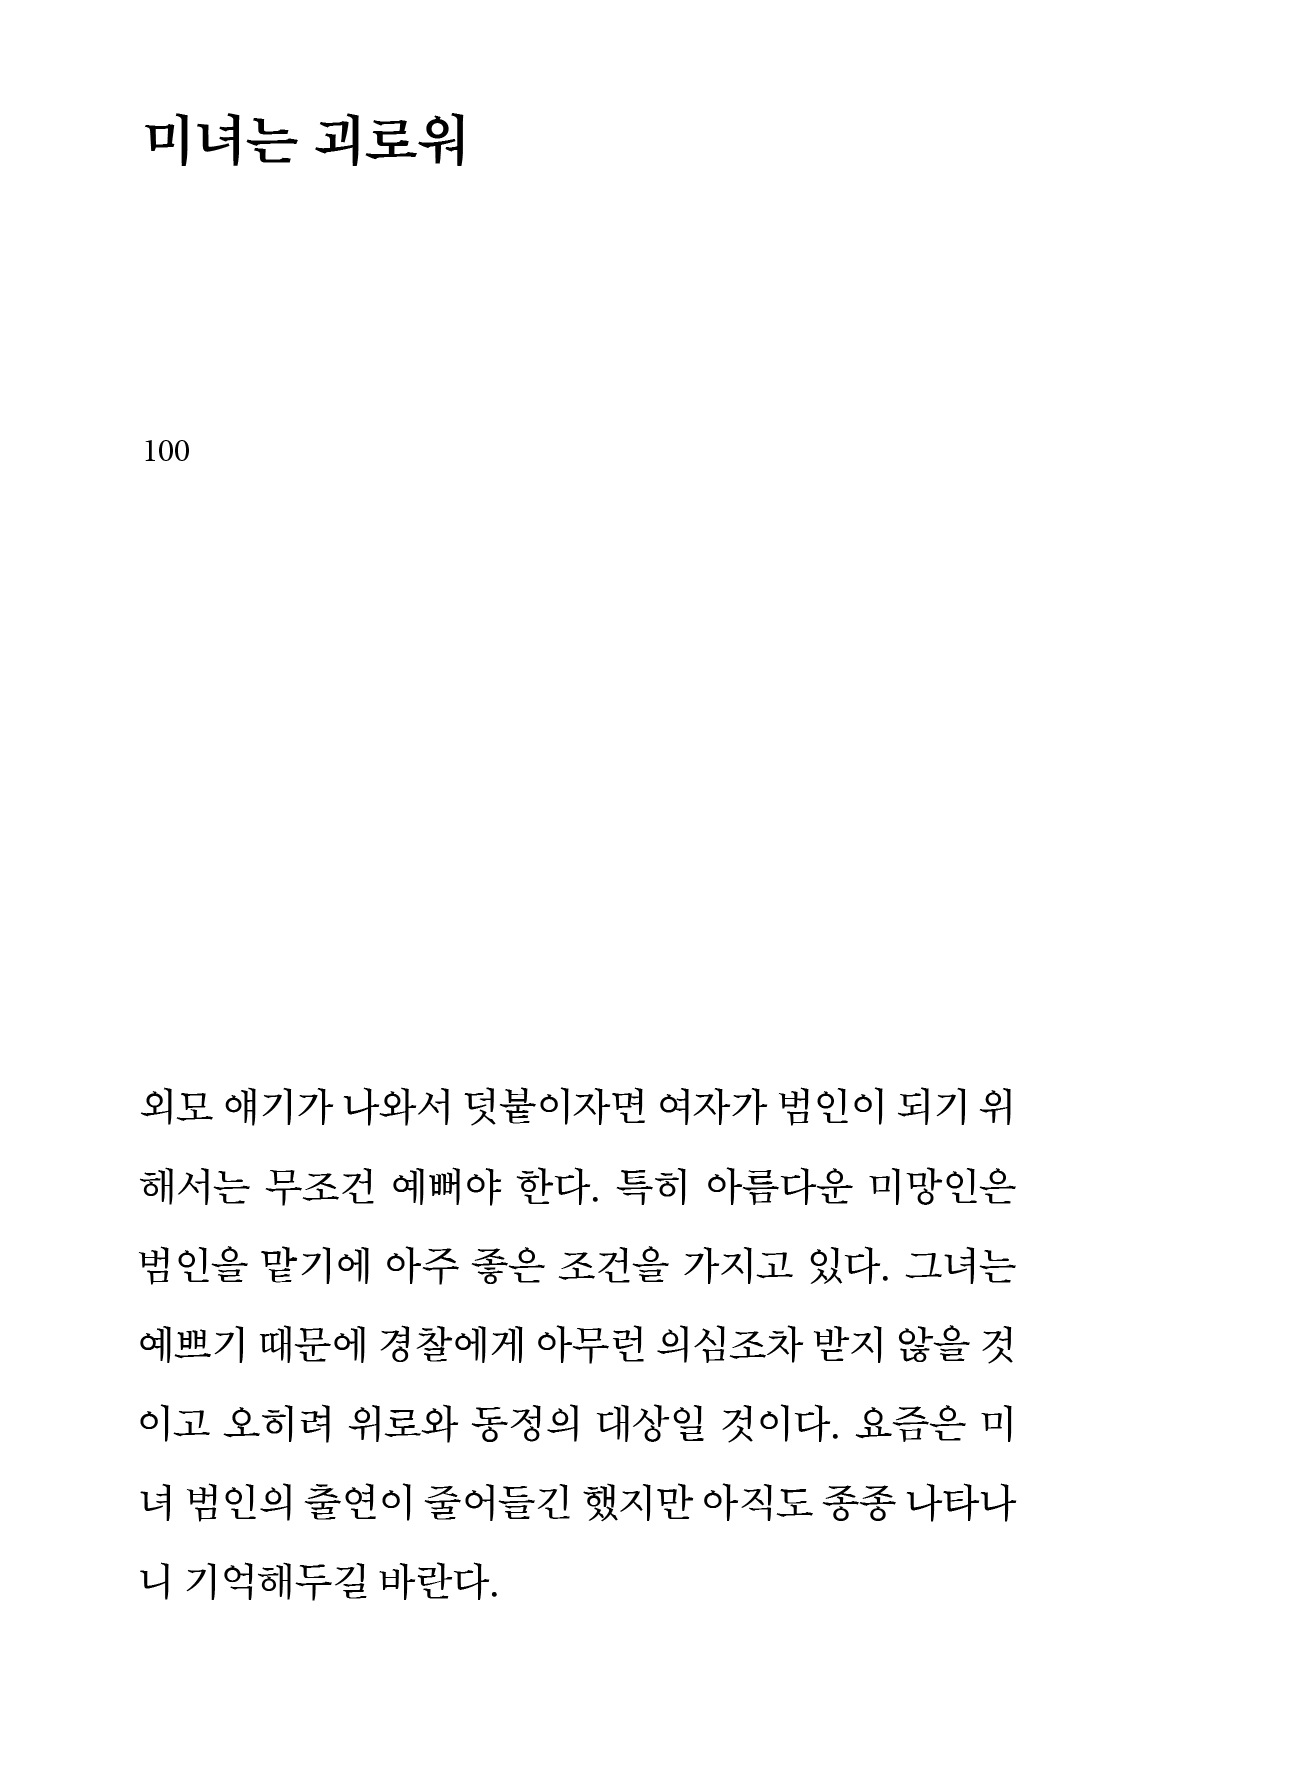 미녀는 괴로워
100
외모 얘기가 나와서 덧붙이자면 여자가 범인이 되기 위
해서는 무조건 예뻐야 한다. 특히 아름다운 미망인은
범인을 맡기에 아주 좋은 조건을 가지고 있다. 그녀는
예쁘기 때문에 경찰에게 아무런 의심조차 받지 않을 것
이고 오히려 위로와 동정의 대상일 것이다. 요즘은 미
녀 범인의 출연이 줄어들긴 했지만 아직도 종종 나타나
니 기억해두길 바란다.